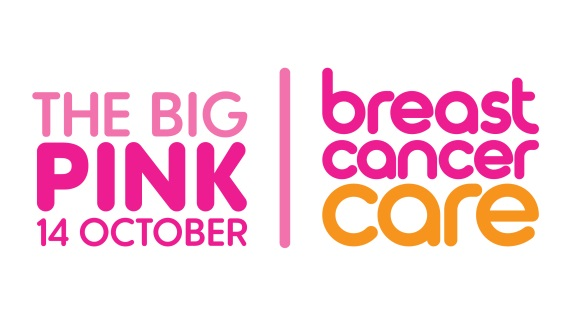 THE BIG
PINK
14 OCTOBER
breast
cancer
care